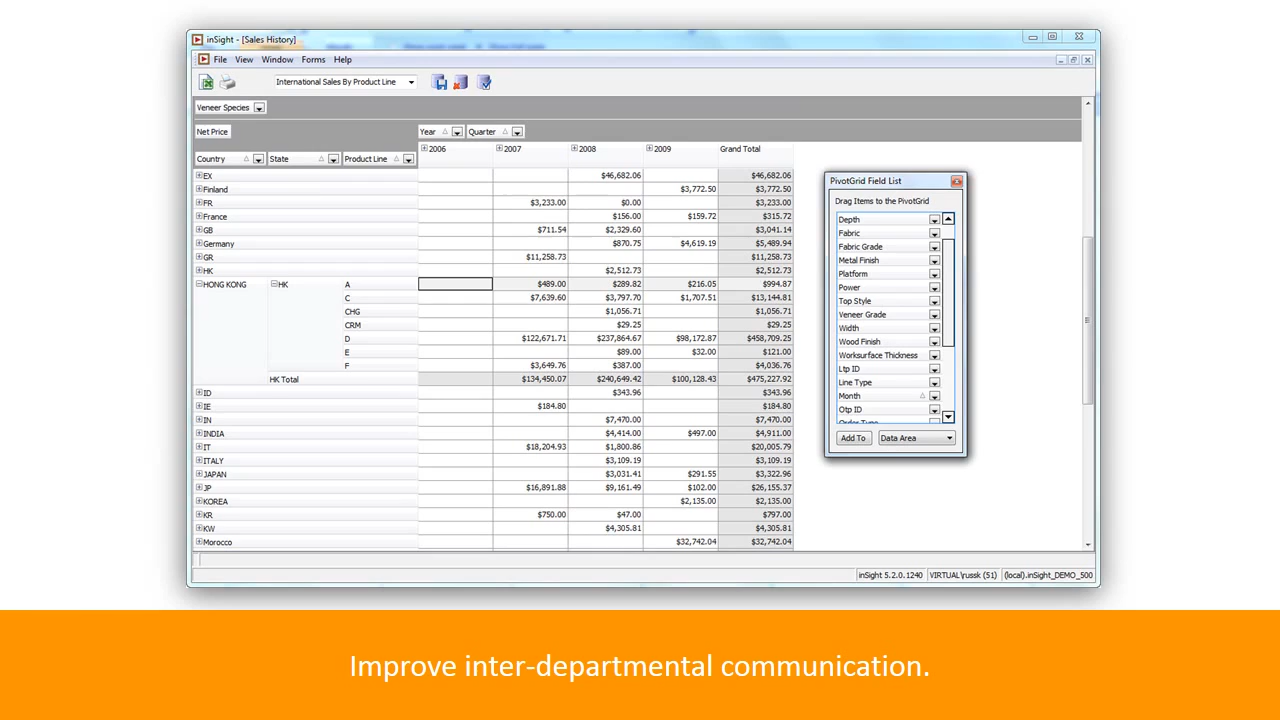 inSight - [Sales History]
File View Window Forms Help
International Sales By Product Line
Veneer Species
Net Price Year Quarter
Country State Product Line 2006 2007 2008 2009 Grand Total
EX $46,682.06 $46,682.06
Finland $3,772.50 $3,772.50
FR $3,233.00 $0.00 $3,233.00
France $156.00 $159.72 $315.72
GB $711.54 $2,329.60 $3,041.14
Germany $870.75 $4,619.19 $5,489.94
GR $11,258.73 $11,258.73
HK $2,512.73 $2,512.73
HONG KONG HK A $489.00 $289.82 $216.05 $994.87
C $7,639.60 $3,797.70 $1,707.51 $13,144.81
CHG $1,056.71 $1,056.71
CRM $29.25 $29.25
D $122,671.71 $237,864.67 $98,172.87 $458,709.25
E $89.00 $32.00 $121.00
F $3,649.76 $387.00 $4,036.76
HK Total $134,450.07 $240,649.42 $100,128.43 $475,227.92
ID $343.96 $343.96
IE $184.80 $184.80
IN $7,470.00 $7,470.00
INDIA $4,414.00 $497.00 $4,911.00
IT $18,204.93 $1,800.86 $20,005.79
ITALY $3,109.19 $3,109.19
JAPAN $3,031.41 $291.55 $3,322.96
JP $16,891.88 $9,161.49 $102.00 $26,155.37
KOREA $2,135.00 $2,135.00
KR $750.00 $47.00 $797.00
KW $4,305.81 $4,305.81
Morocco $32,742.04 $32,742.04
PivotGrid Field List
Drag Items to the PivotGrid
Depth
Fabric
Fabric Grade
Metal Finish
Platform
Power
Top Style
Veneer Grade
Width
Wood Finish
Worksurface Thickness
Ltp ID
Line Type
Month
Otp ID
Order Type
Add To Data Area
inSight 5.2.0.1240 VIRTUAL\russk (51) (local).inSight_DEMO_500
Improve inter-departmental communication.